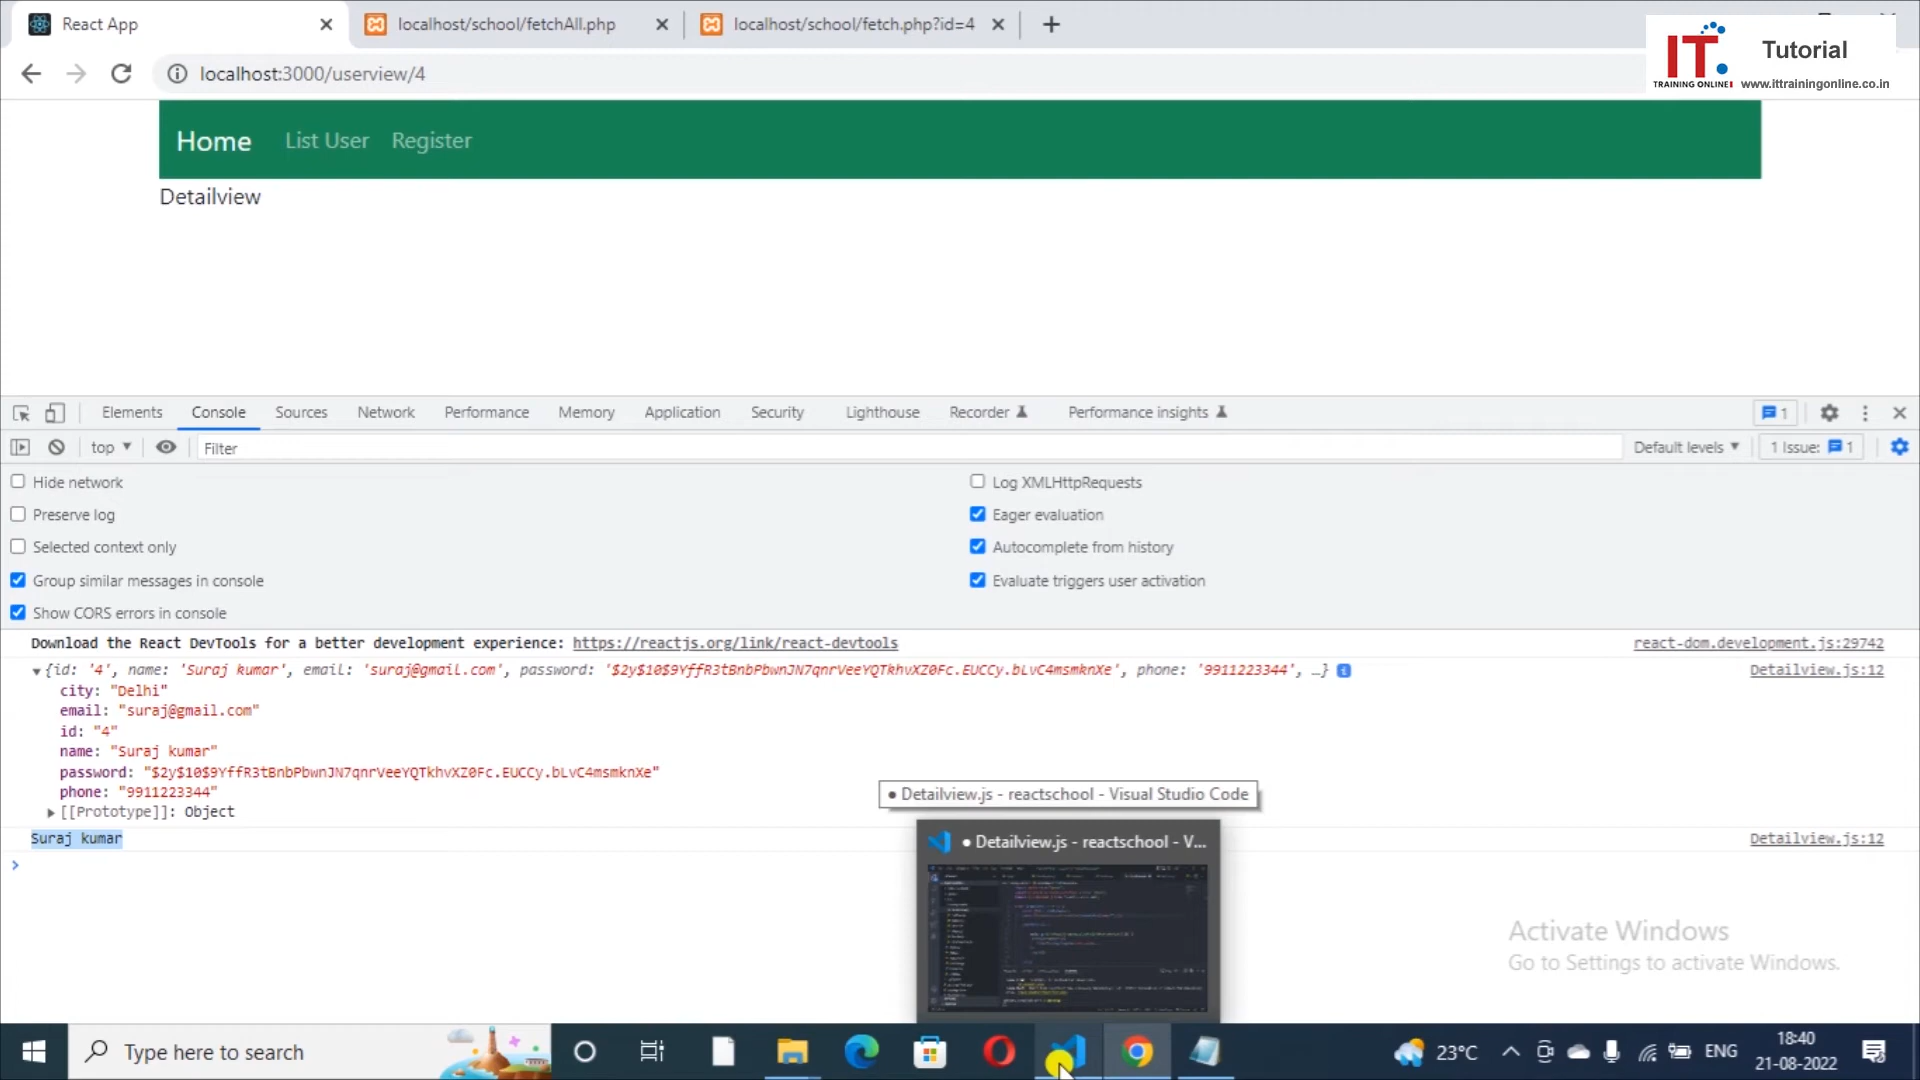 React App
localhost/school/fetchAll.php
localhost/school/fetch.php?id=4
IT
TRAINING ONLINE
Tutorial
www.ittrainingonline.co.in
localhost:3000/userview/4
Home List User Register
Detailview
Elements Console Sources Network Performance Memory Application Security Lighthouse Recorder Performance insights 1
top Filter Default levels 1 Issue: 1
Hide network Log XMLHttpRequests
Preserve log Eager evaluation
Selected context only Autocomplete from history
Group similar messages in console Evaluate triggers user activation
Show CORS errors in console
Download the React DevTools for a better development experience: https://reactjs.org/link/react-devtools react-dom.development.js:29742
{id: '4', name: 'Suraj kumar', email: 'suraj@gmail.com', password: '$2y$10$9YffR3tBnbPbwnJN7qnrVeeYQTkhvXZ0Fc.EUCCy.bLvC4msmknXe', phone: '9911223344', …} Detailview.js:12
city: "Delhi"
email: "suraj@gmail.com"
id: "4"
name: "Suraj kumar"
password: "$2y$10$9YffR3tBnbPbwnJN7qnrVeeYQTkhvXZ0Fc.EUCCy.bLvC4msmknXe"
phone: "9911223344"
[[Prototype]]: Object
Suraj kumar Detailview.js:12
● Detailview.js - reactschool - Visual Studio Code
● Detailview.js - reactschool - V...
Activate Windows
Go to Settings to activate Windows.
Type here to search
23°C ENG
18:40
21-08-2022